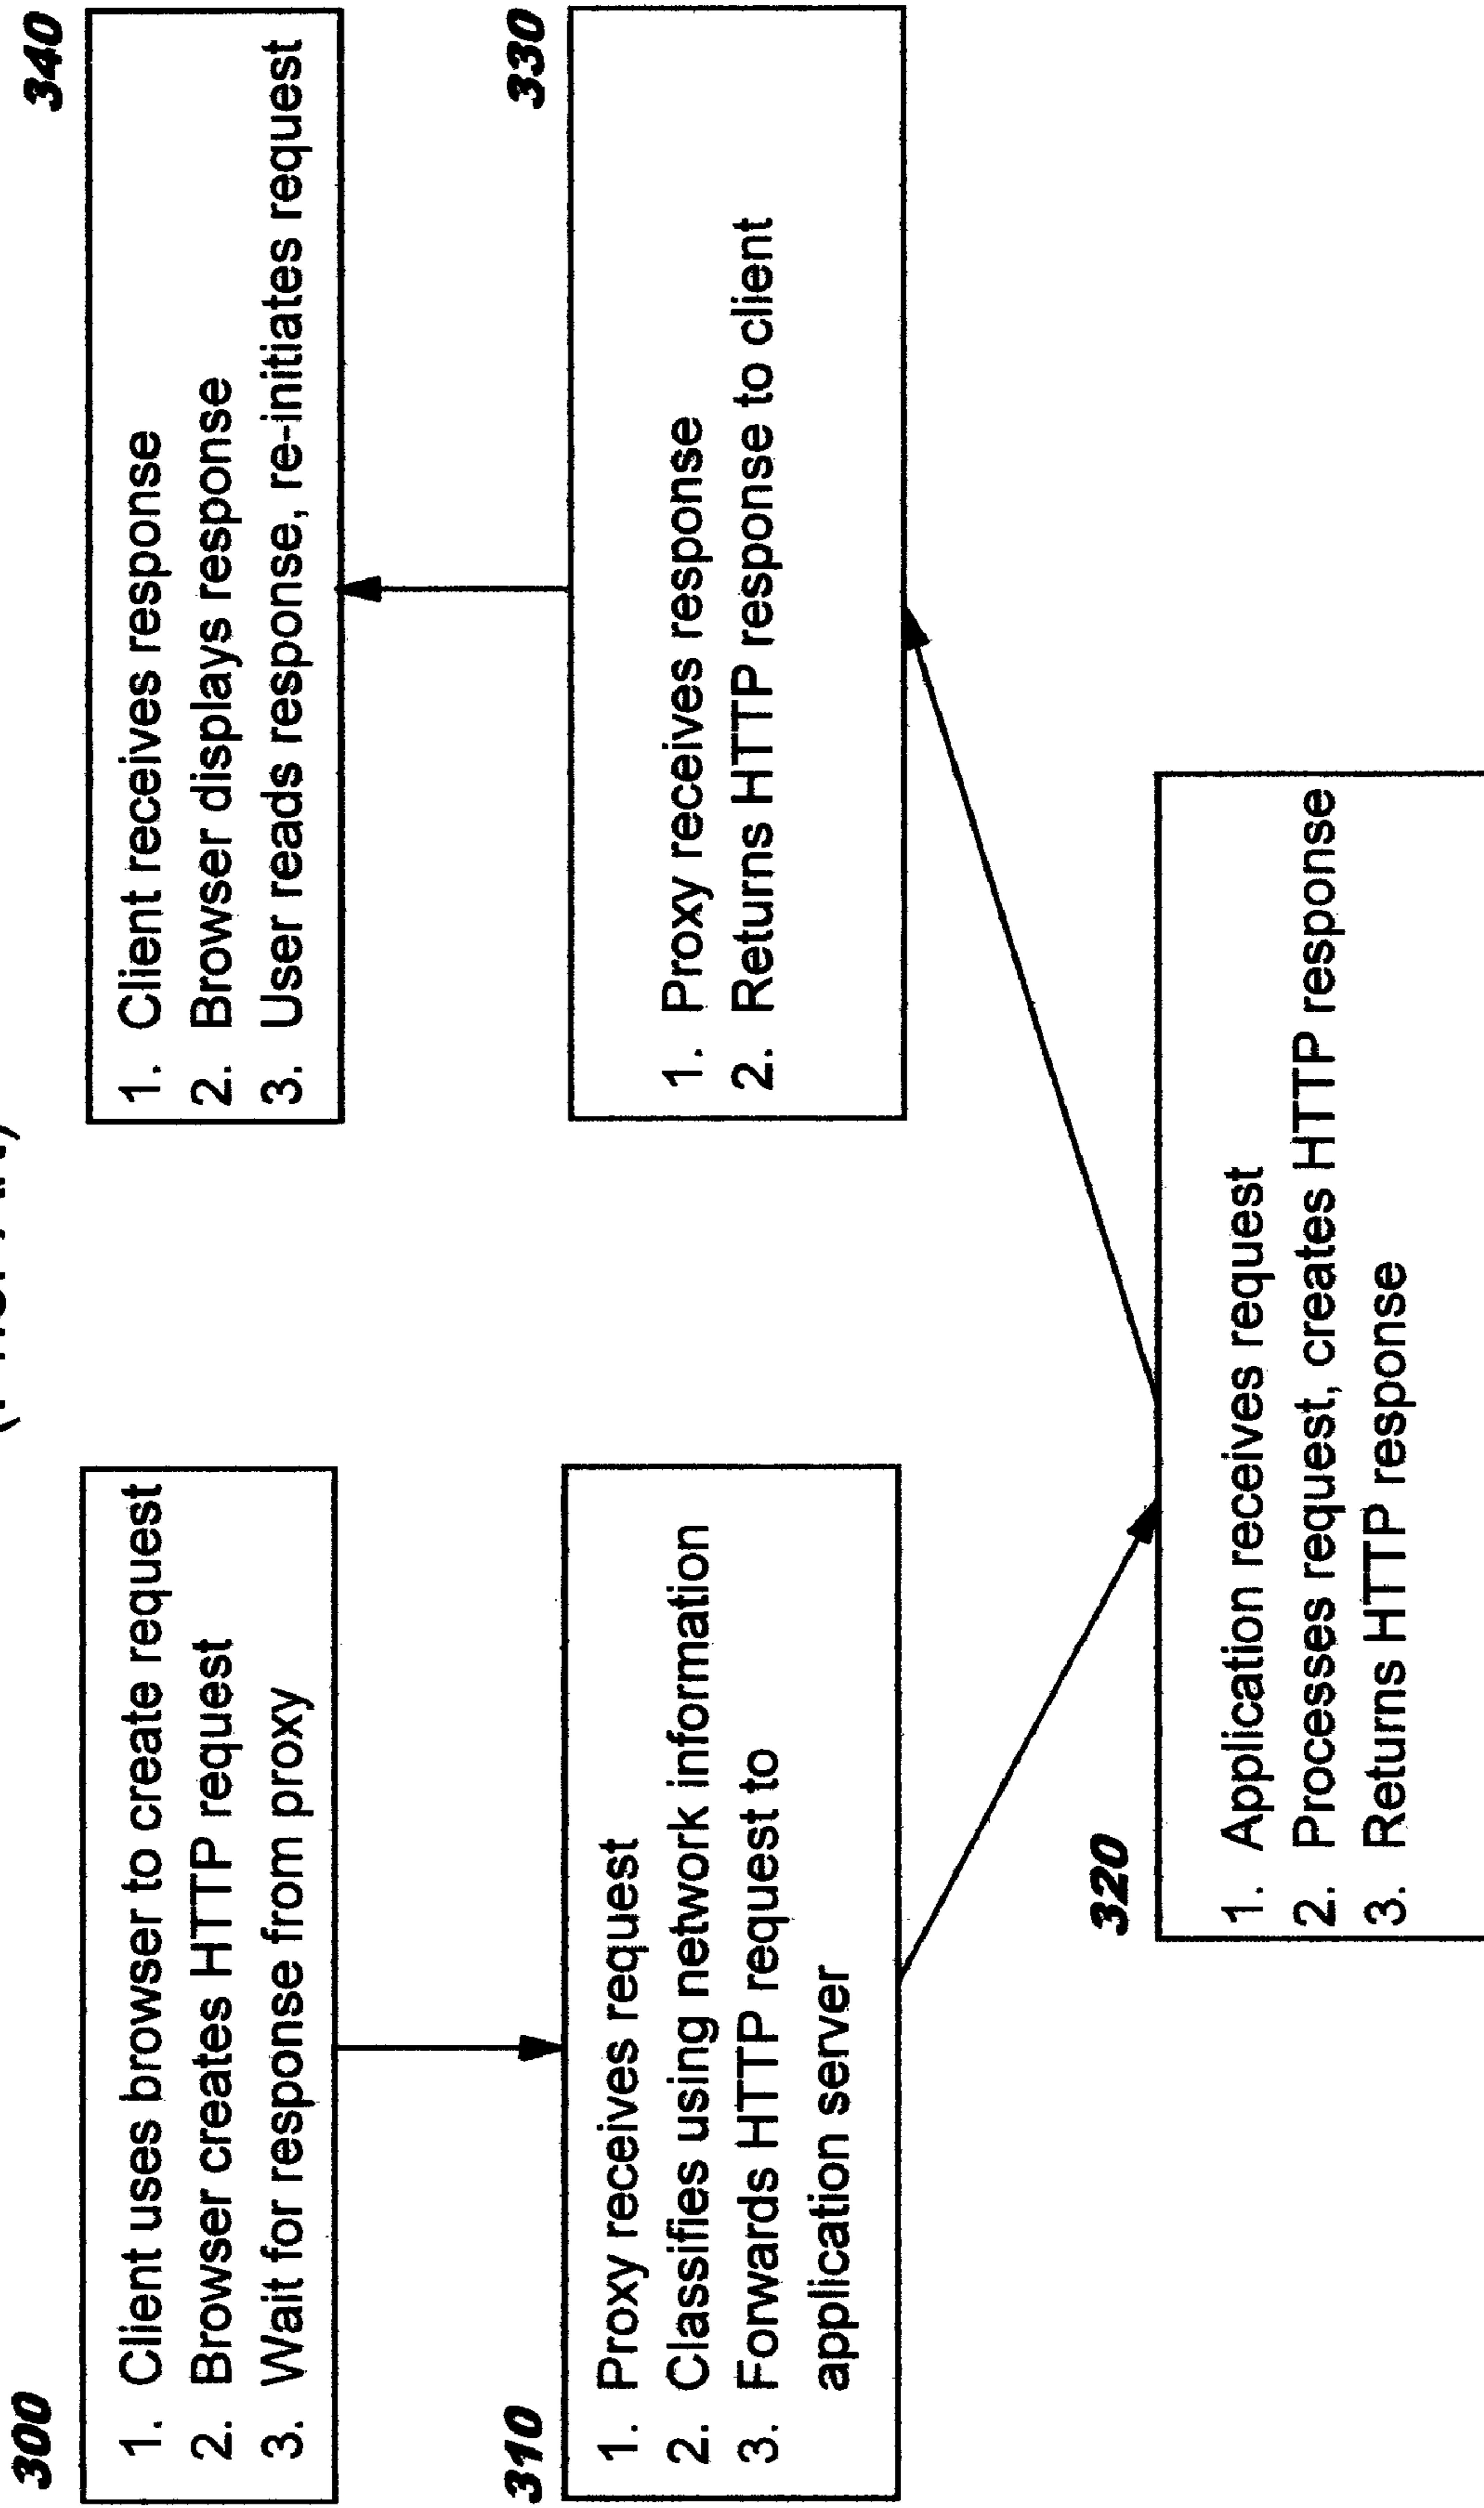 300
1. Client uses browser to create request
2. Browser creates HTTP request
3. Wait for response from proxy
310
1. Proxy receives request
2. Classifies using network information
3. Forwards HTTP request to
application server
320
1. Application receives request
2. Processes request, creates HTTP response
3. Returns HTTP response
330
1. Proxy receives response
2. Returns HTTP response to client
340
1. Client receives response
2. Browser displays response
3. User reads response, re-initiates request